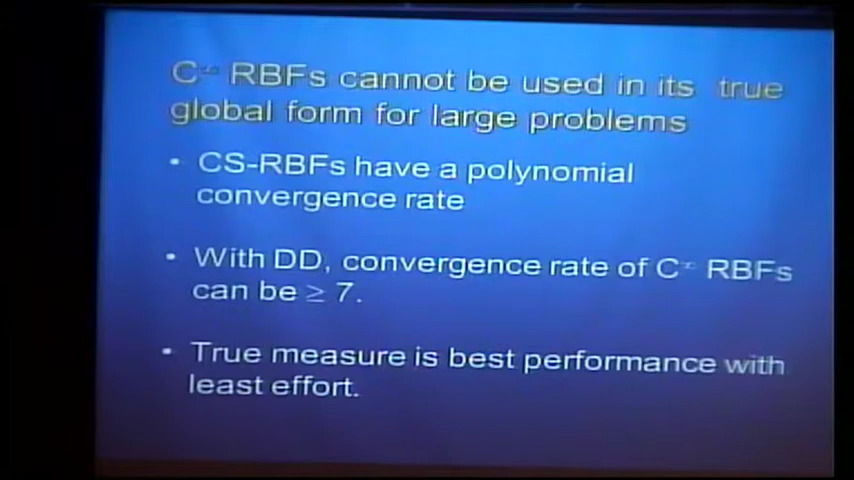 C∞ RBFs cannot be used in its true
global form for large problems
• CS-RBFs have a polynomial
convergence rate
• With DD, convergence rate of C∞ RBFs
can be ≥ 7.
• True measure is best performance with
least effort.